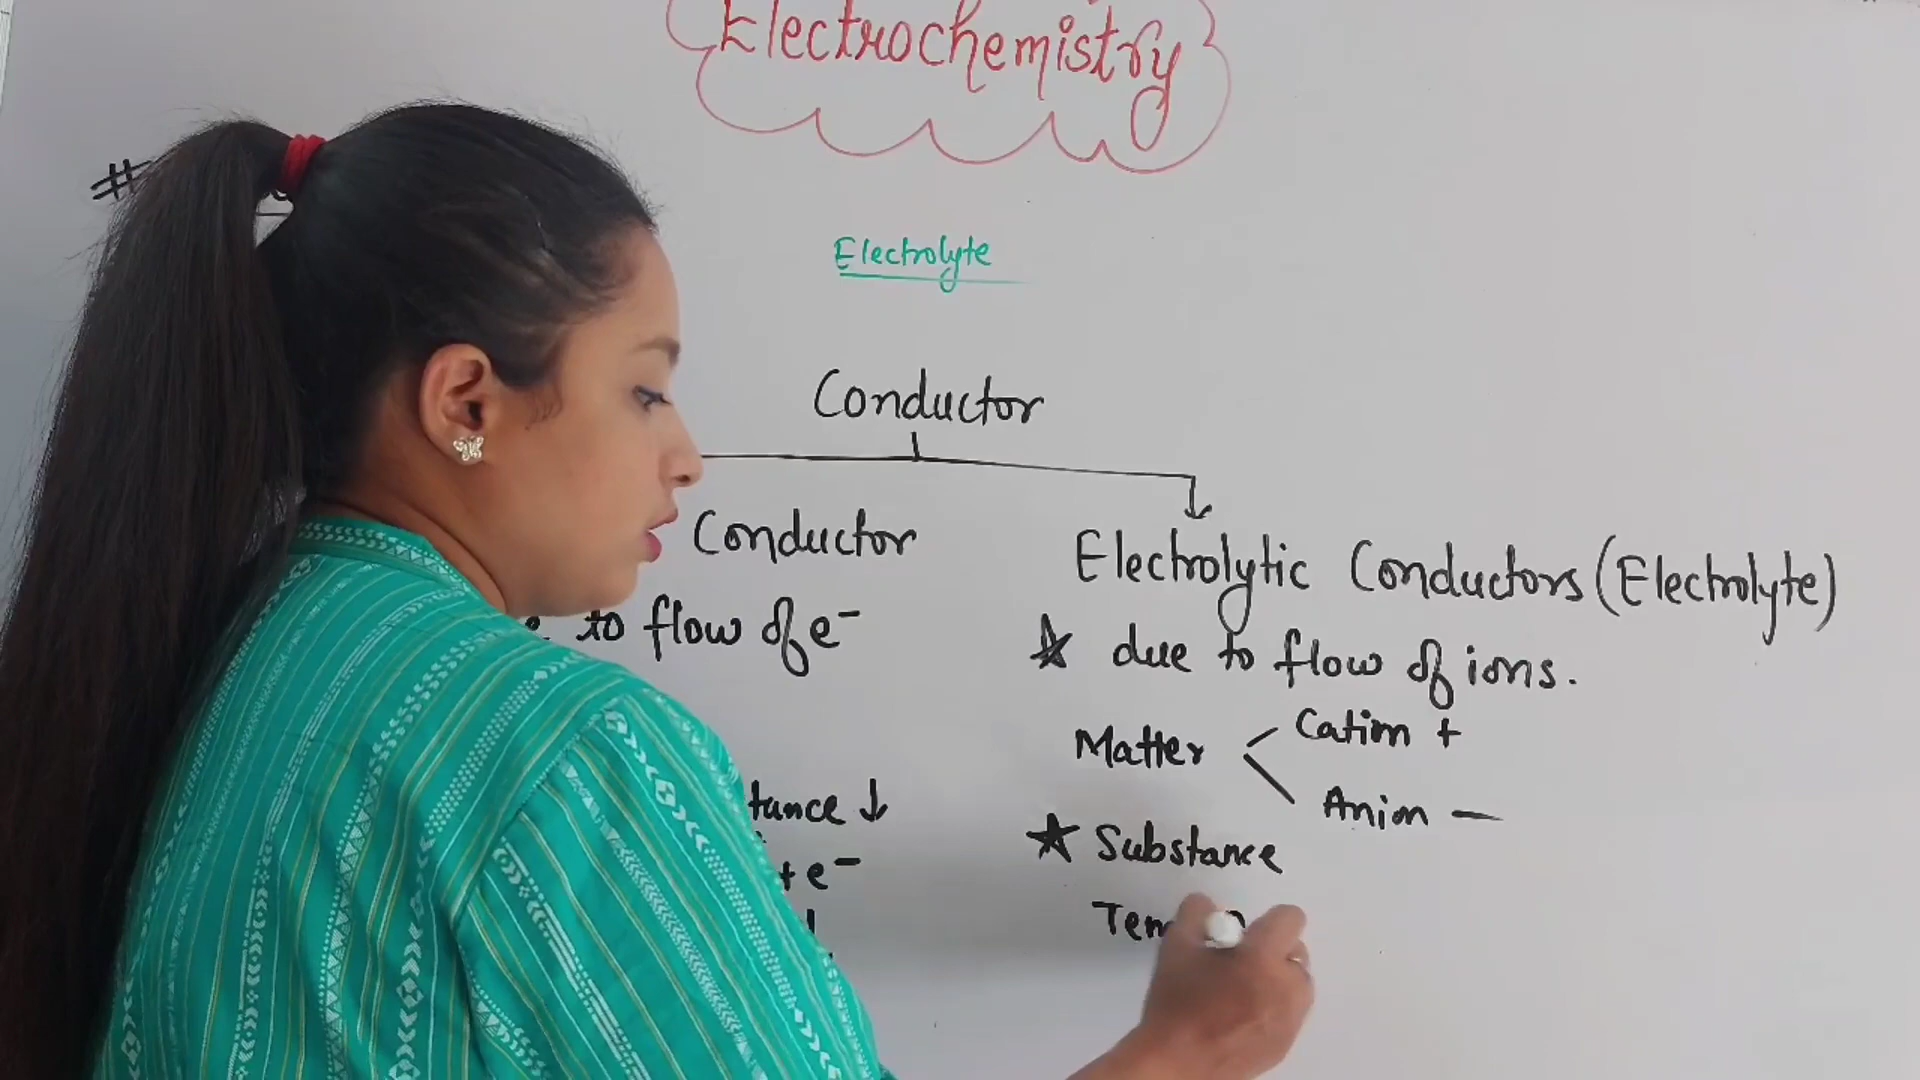 Electrochemistry
#
Electrolyte
Conductor
Conductor
Electrolytic Conductors (Electrolyte)
to flow of e⁻
★ due to flow of ions.
Matter < Cation +
Anion —
tance ↓
★ Substance
+ e⁻